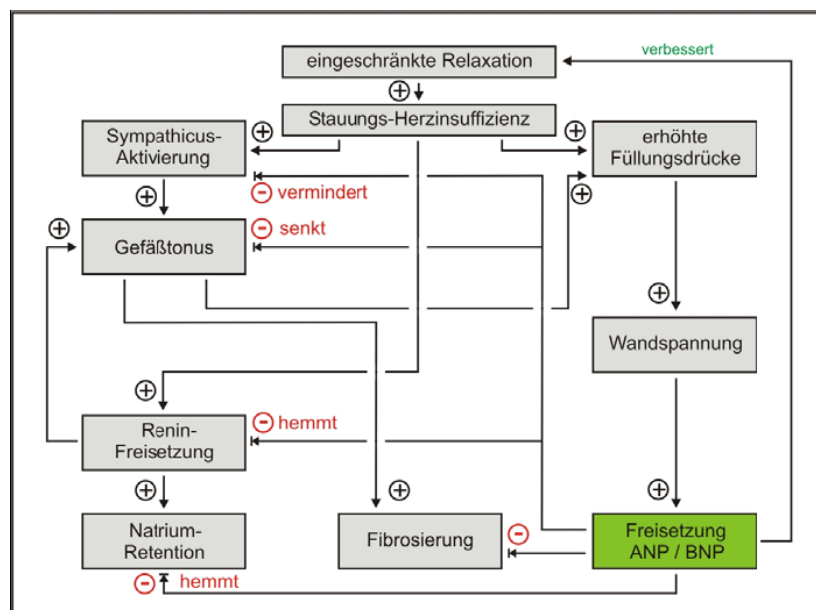 eingeschränkte Relaxation
verbessert
+
Stauungs-Herzinsuffizienz
Sympathicus-
Aktivierung
+
+
erhöhte
Füllungsdrücke
+
- vermindert
+
+
Gefäßtonus
- senkt
+
Wandspannung
+
Renin-
Freisetzung
- hemmt
+
+
+
Natrium-
Retention
Fibrosierung
-
Freisetzung
ANP / BNP
- hemmt